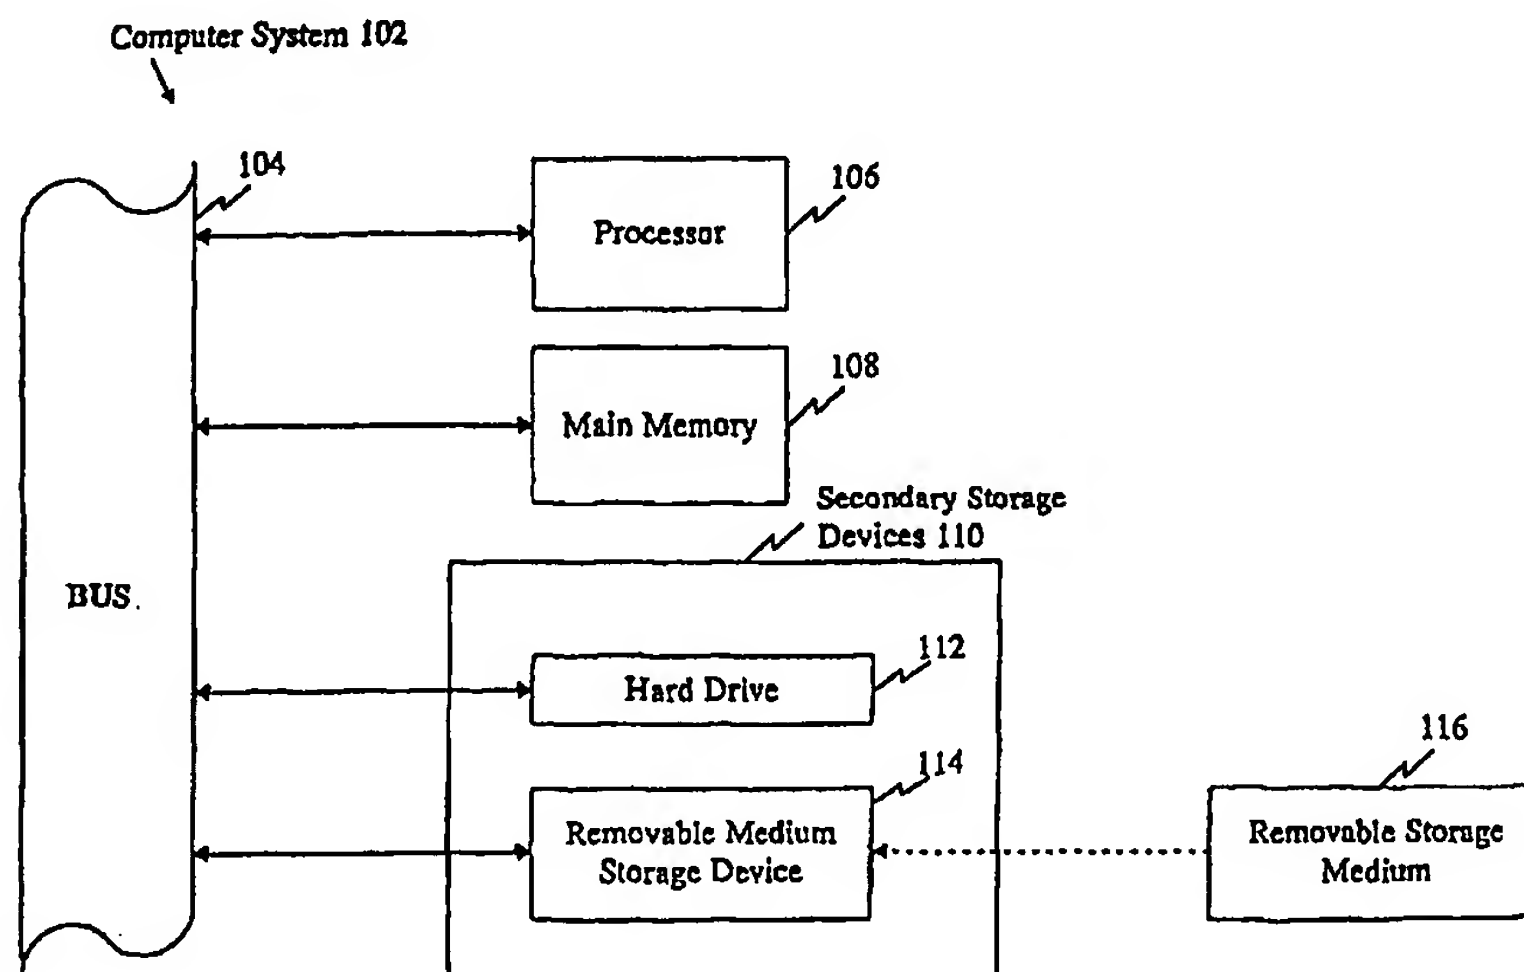 Computer System 102
104
106
Processor
108
Main Memory
Secondary Storage
Devices 110
BUS.
112
Hard Drive
114
116
Removable Medium
Storage Device
Removable Storage
Medium